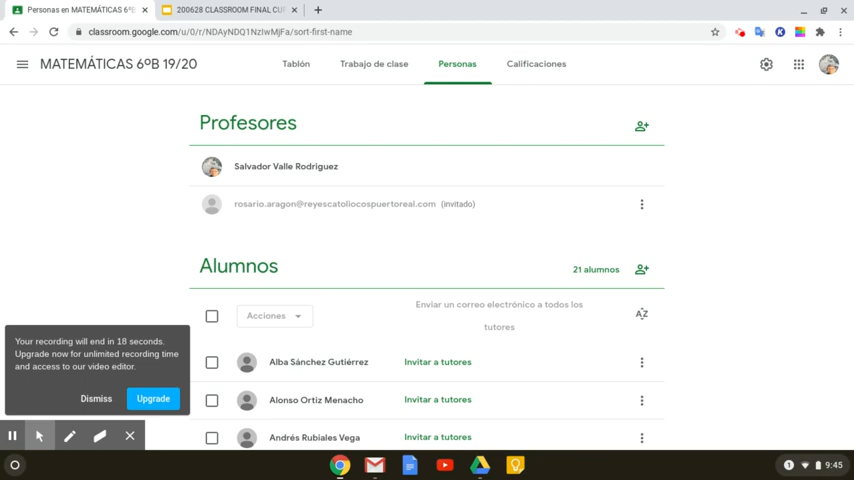 Personas en MATEMÁTICAS 6ºB
200628 CLASSROOM FINAL CUR
classroom.google.com/u/0/r/NDAyNDQ1NzIwMjFa/sort-first-name
MATEMÁTICAS 6ºB 19/20
Tablón
Trabajo de clase
Personas
Calificaciones
Profesores
Salvador Valle Rodriguez
rosario.aragon@reyescatoliocospuertoreal.com (invitado)
Alumnos
21 alumnos
Acciones
Enviar un correo electrónico a todos los
tutores
AZ
Alba Sánchez Gutiérrez
Invitar a tutores
Alonso Ortiz Menacho
Invitar a tutores
Andrés Rubiales Vega
Invitar a tutores
Your recording will end in 18 seconds.
Upgrade now for unlimited recording time
and access to our video editor.
Dismiss
Upgrade
1
9:45